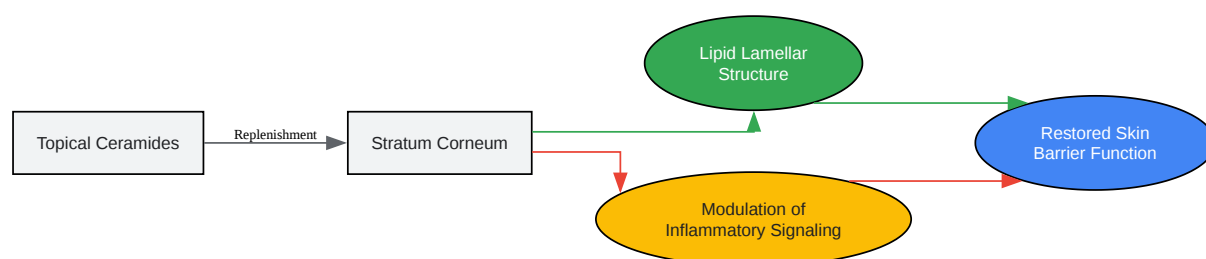 Topical Ceramides
Replenishment
Stratum Corneum
Lipid Lamellar
Structure
Modulation of
Inflammatory Signaling
Restored Skin
Barrier Function